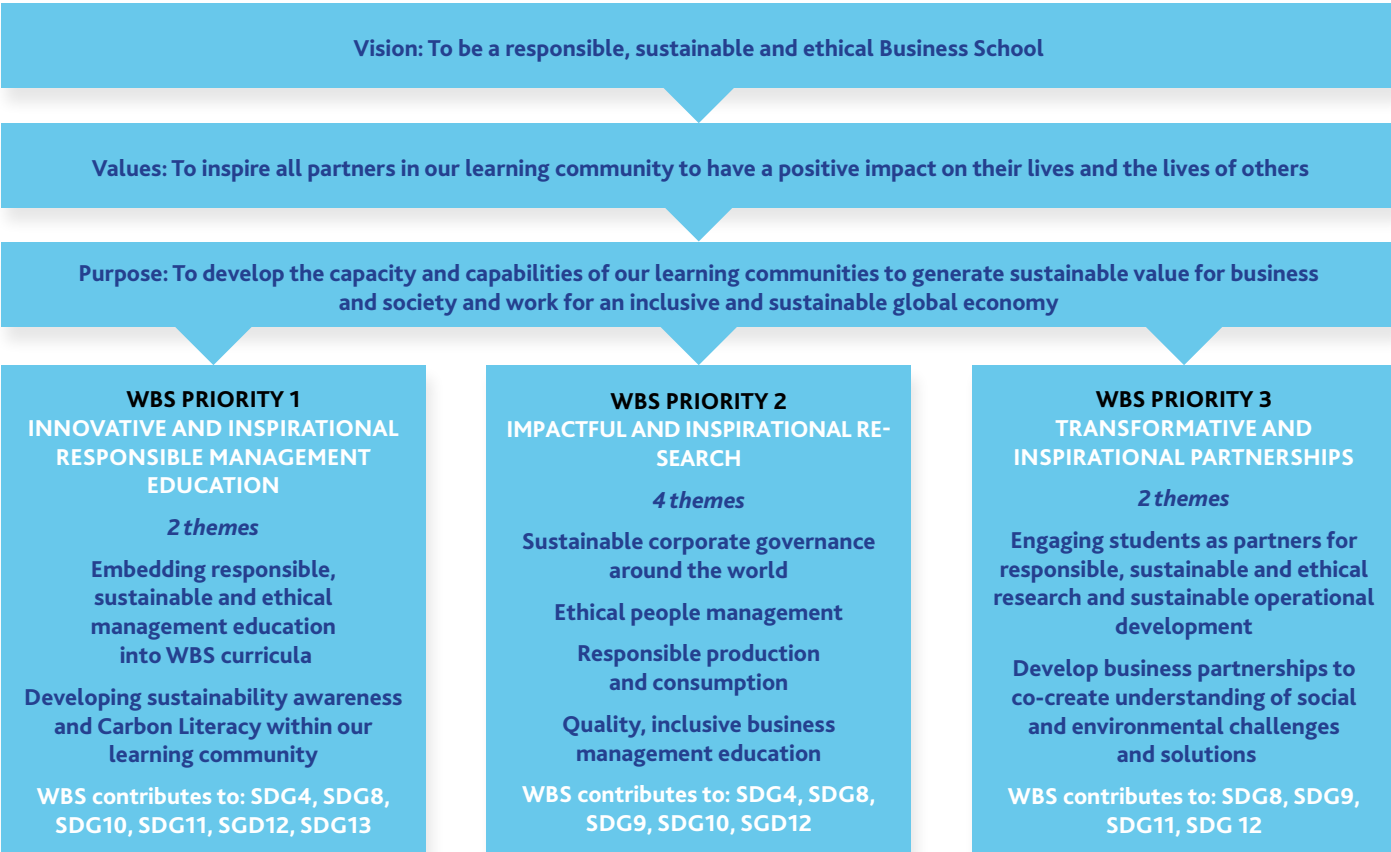 Vision: To be a responsible, sustainable and ethical Business School
Values: To inspire all partners in our learning community to have a positive impact on their lives and the lives of others
Purpose: To develop the capacity and capabilities of our learning communities to generate sustainable value for business
and society and work for an inclusive and sustainable global economy
WBS PRIORITY 1
INNOVATIVE AND INSPIRATIONAL
RESPONSIBLE MANAGEMENT
EDUCATION
2 themes
Embedding responsible,
sustainable and ethical
management education
into WBS curricula
Developing sustainability awareness
and Carbon Literacy within our
learning community
WBS contributes to: SDG4, SDG8,
SDG10, SDG11, SGD12, SDG13
WBS PRIORITY 2
IMPACTFUL AND INSPIRATIONAL RE-
SEARCH
4 themes
Sustainable corporate governance
around the world
Ethical people management
Responsible production
and consumption
Quality, inclusive business
management education
WBS contributes to: SDG4, SDG8,
SDG9, SDG10, SGD12
WBS PRIORITY 3
TRANSFORMATIVE AND
INSPIRATIONAL PARTNERSHIPS
2 themes
Engaging students as partners for
responsible, sustainable and ethical
research and sustainable operational
development
Develop business partnerships to
co-create understanding of social
and environmental challenges
and solutions
WBS contributes to: SDG8, SDG9,
SDG11, SDG 12